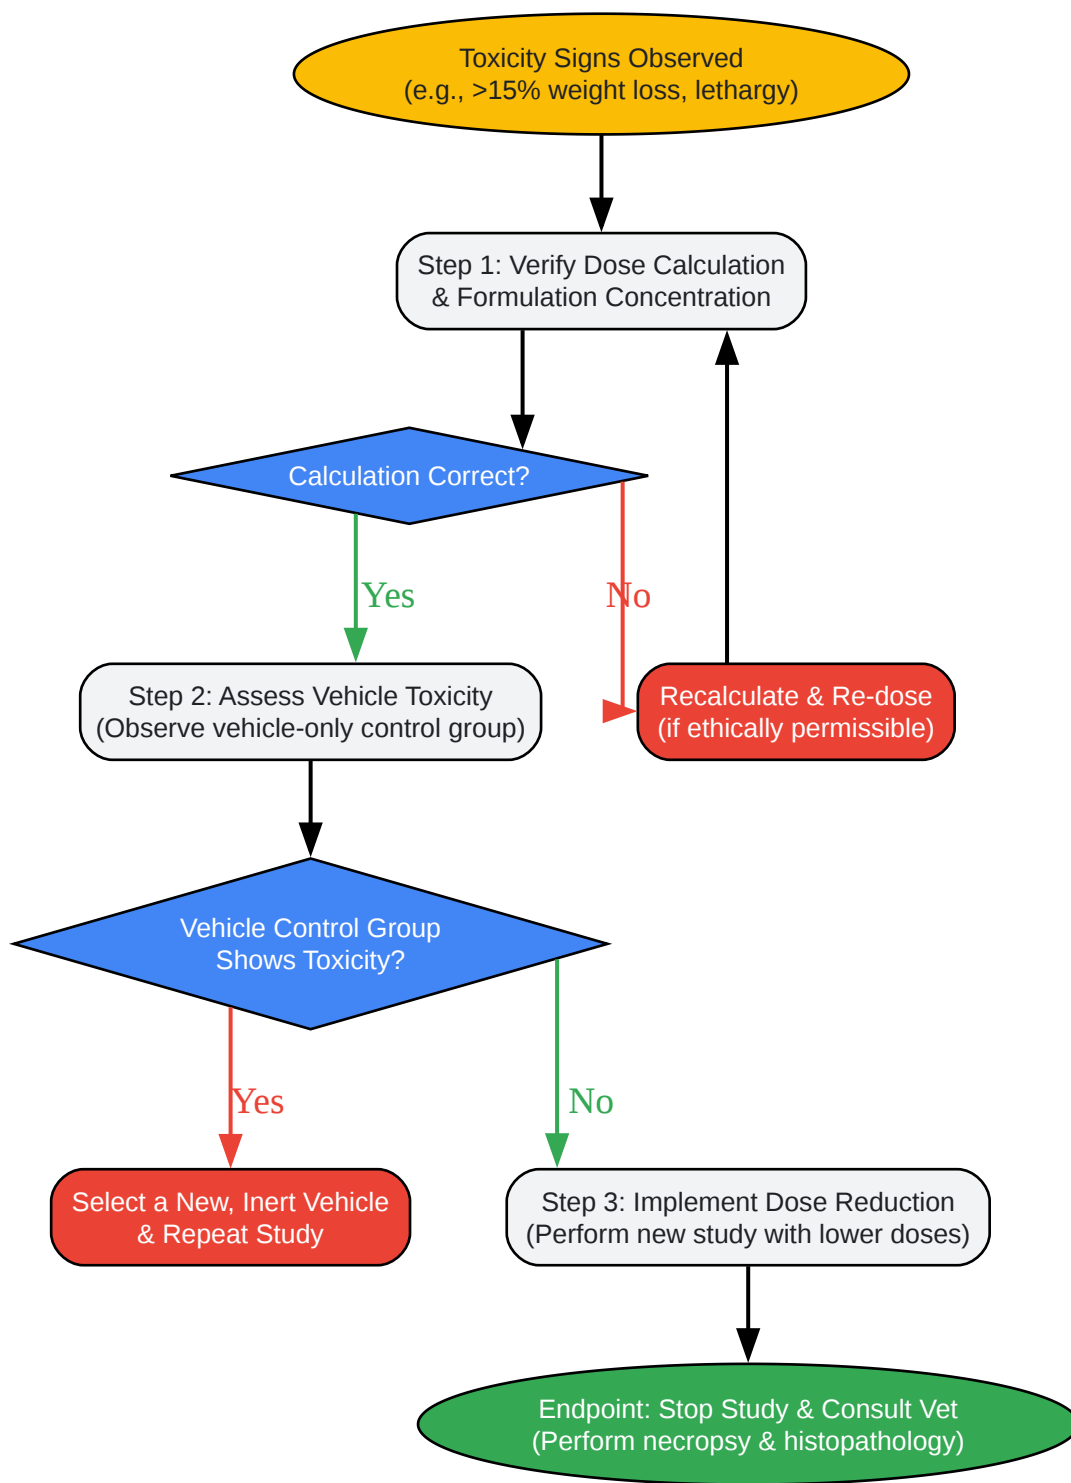 Toxicity Signs Observed
(e.g., >15% weight loss, lethargy)
Step 1: Verify Dose Calculation
& Formulation Concentration
Calculation Correct?
Yes
No
Step 2: Assess Vehicle Toxicity
(Observe vehicle-only control group)
Recalculate & Re-dose
(if ethically permissible)
Vehicle Control Group
Shows Toxicity?
Yes
No
Select a New, Inert Vehicle
& Repeat Study
Step 3: Implement Dose Reduction
(Perform new study with lower doses)
Endpoint: Stop Study & Consult Vet
(Perform necropsy & histopathology)